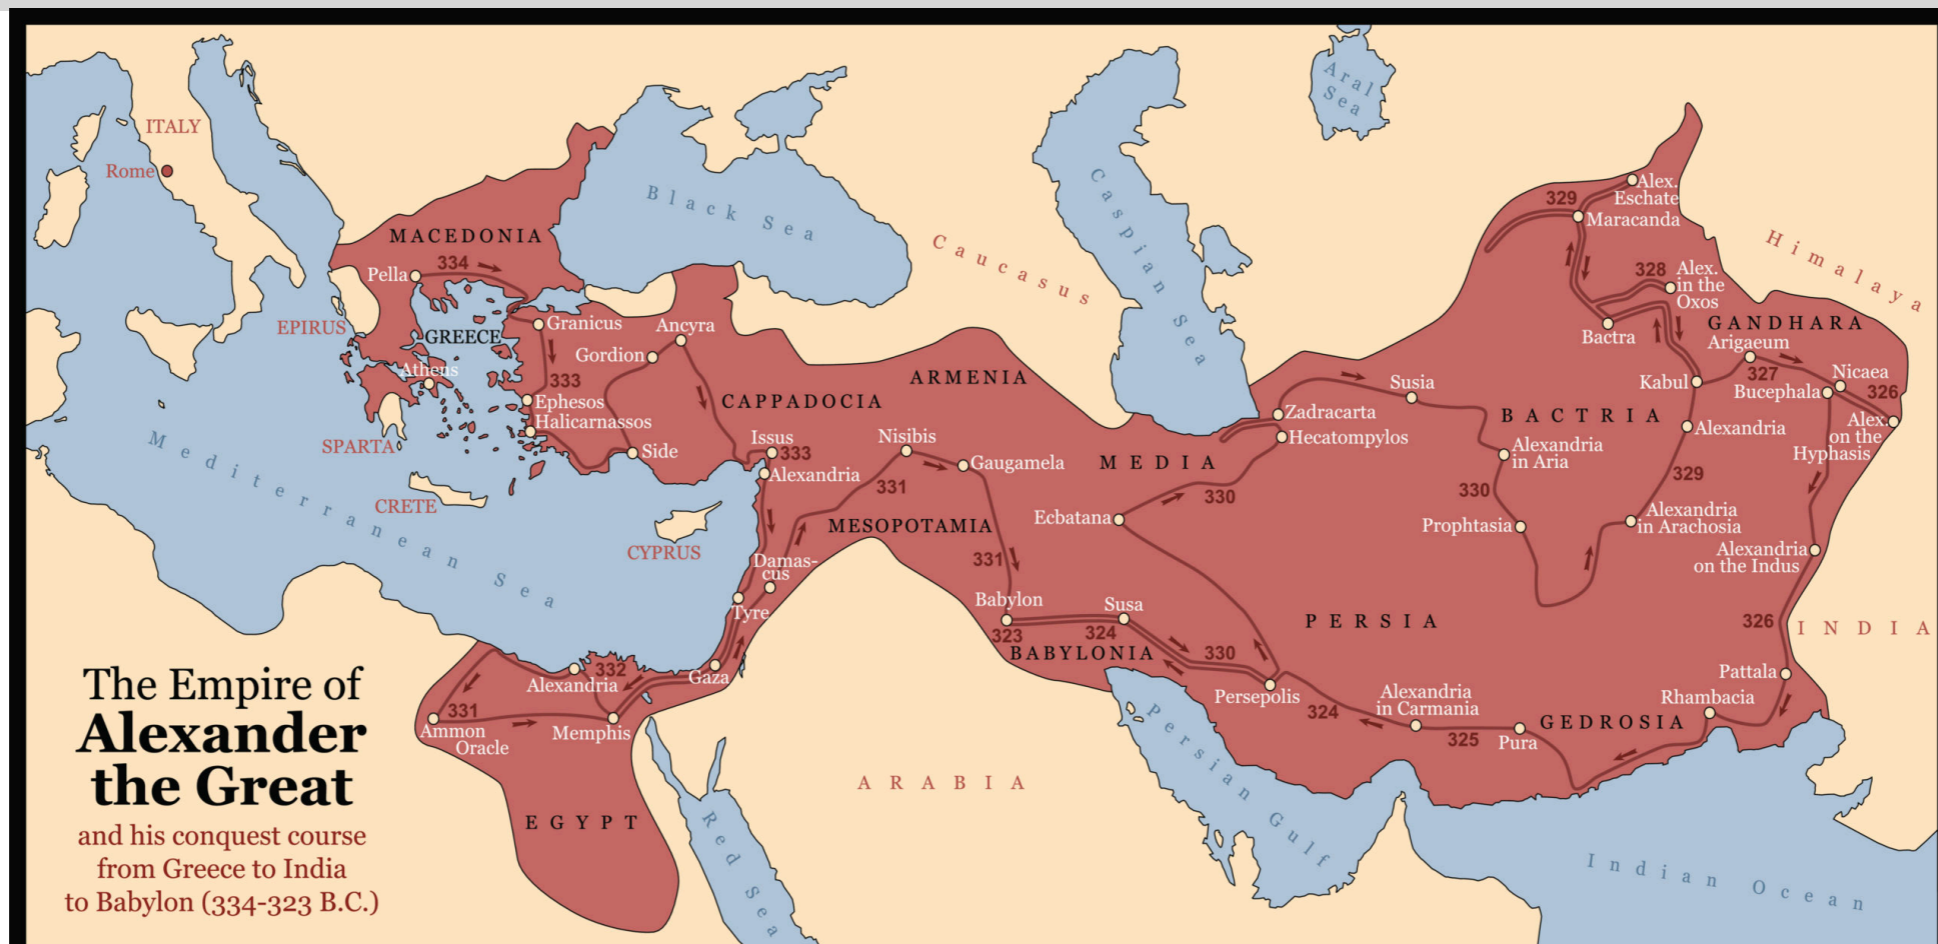 ITALY
Rome
MACEDONIA
Pella
334
EPIRUS
GREECE
Athens
SPARTA
CRETE
Mediterranean Sea
Black Sea
Caucasus
Caspian Sea
Aral
Sea
Granicus
Ancyra
Gordion
333
Ephesos
Halicarnassos
Side
CAPPADOCIA
ARMENIA
Issus
333
Alexandria
CYPRUS
Nisibis
Gaugamela
331
MESOPOTAMIA
Damas-
cus
Tyre
Gaza
332
Alexandria
331
Ammon
Oracle
Memphis
EGYPT
Red Sea
ARABIA
331
Babylon
323
Susa
324
BABYLONIA
330
Persepolis
Ecbatana
MEDIA
330
Zadracarta
Hecatompylos
Susia
BACTRIA
Alexandria
in Aria
330
Prophtasia
PERSIA
Alexandria
in Arachosia
329
Alexandria
Kabul
329
Alex.
Eschate
Maracanda
328
Alex.
in the
Oxos
Bactra
GANDHARA
Arigaeum
327
Nicaea
Bucephala
326
Alex.
on the
Hyphasis
Himalaya
Alexandria
on the Indus
326
INDIA
Pattala
Rhambacia
GEDROSIA
Pura
325
Alexandria
in Carmania
324
Persian Gulf
Indian Ocean
The Empire of
Alexander
the Great
and his conquest course
from Greece to India
to Babylon (334-323 B.C.)